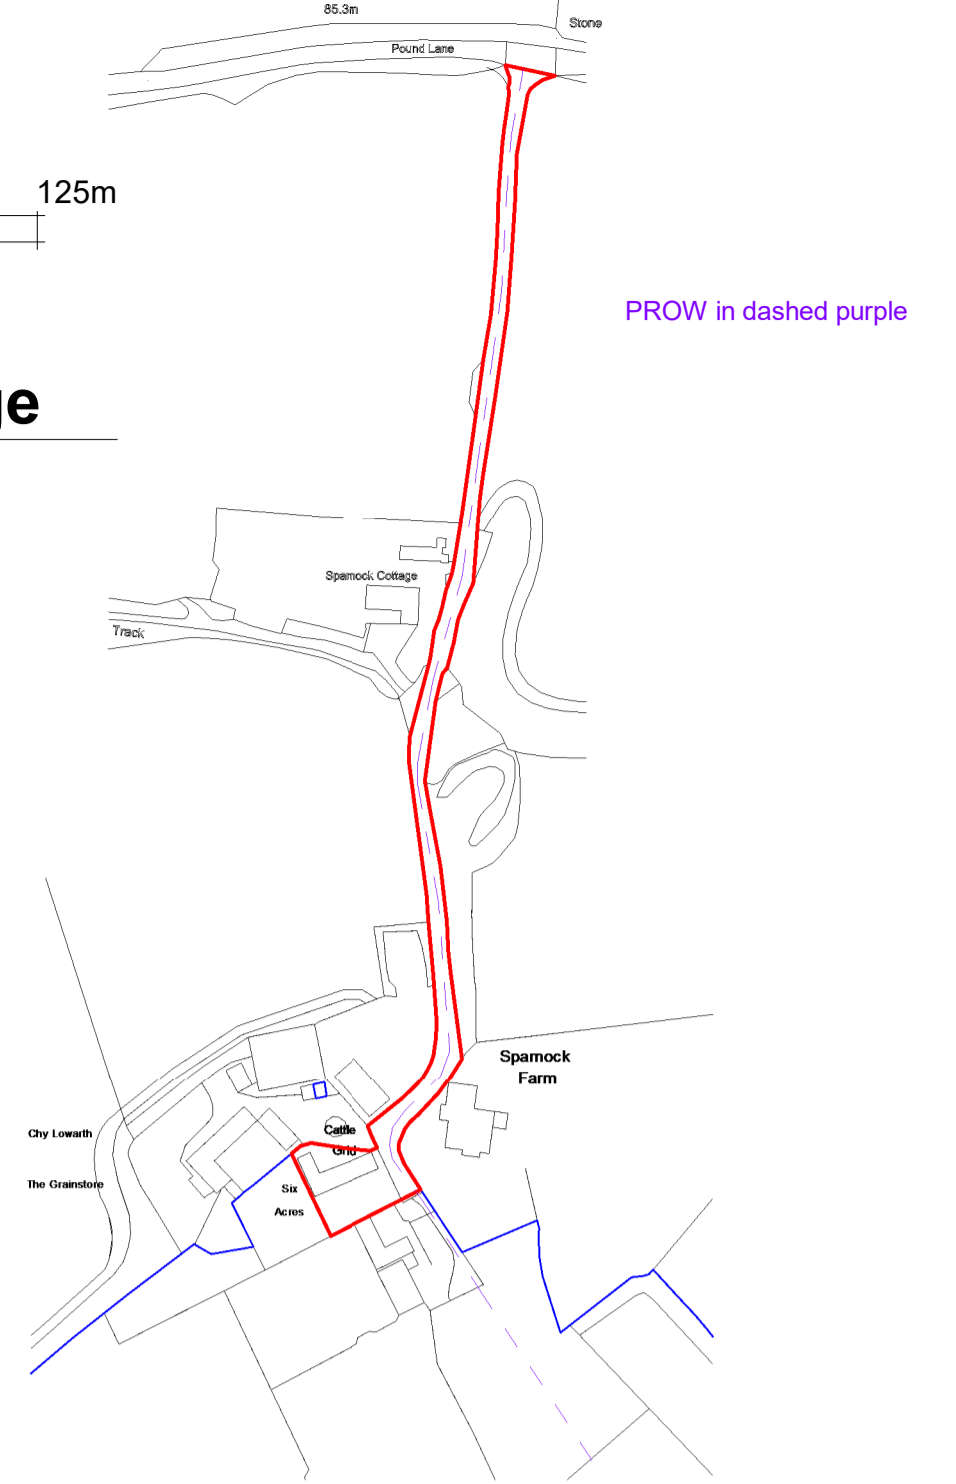 85.3m
Stone
Pound Lane
125m
PROW in dashed purple
ge
Spamock Cottage
Track
Spamock
Farm
Chy Lowarth
Cattle
Grid
The Grainstore
Six
Acres